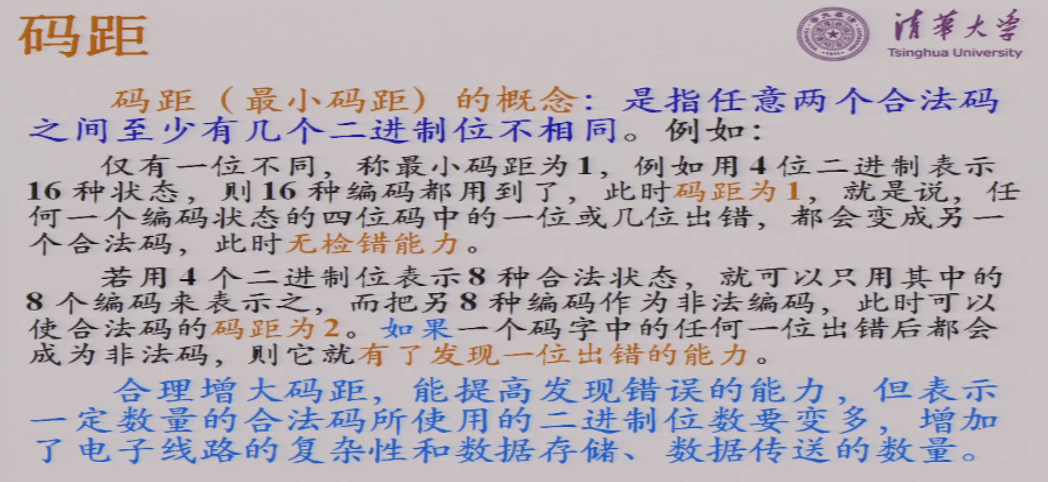 码距
清华大学
Tsinghua University
码距（最小码距）的概念：是指任意两个合法码
之间至少有几个二进制位不相同。例如：
仅有一位不同，称最小码距为1，例如用4位二进制表示
16种状态，则16种编码都用到了，此时码距为1，就是说，任
何一个编码状态的四位码中的一位或几位出错，都会变成另一
个合法码，此时无检错能力。
若用4个二进制位表示8种合法状态，就可以只用其中的
8个编码来表示之，而把另8种编码作为非法编码，此时可以
使合法码的码距为2。如果一个码字中的任何一位出错后都会
成为非法码，则它就有了发现一位出错的能力。
合理增大码距，能提高发现错误的能力，但表示
一定数量的合法码所使用的二进制位数要变多，增加
了电子线路的复杂性和数据存储、数据传送的数量。